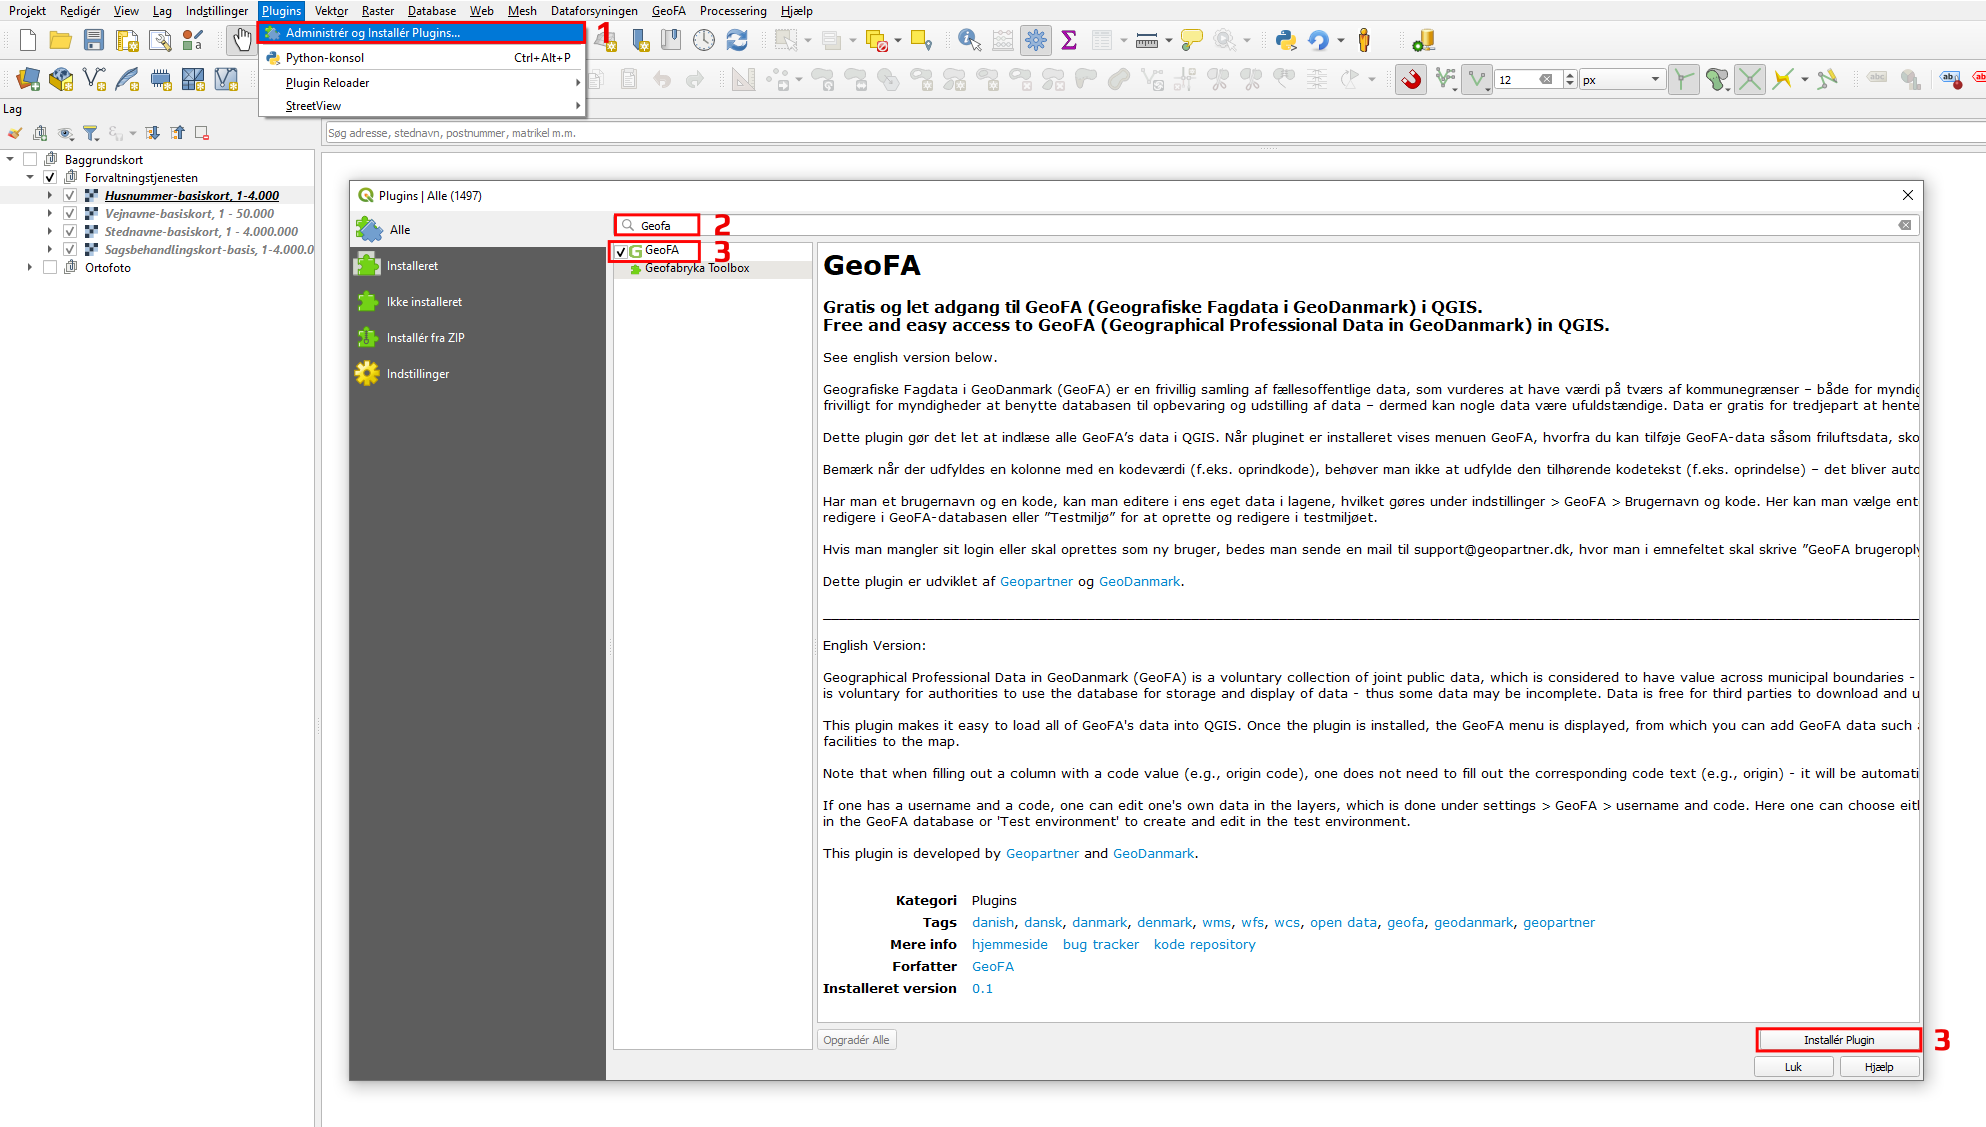 Projekt Redigér View Lag Indstillinger Plugins Vektor Raster Database Web Mesh Dataforsyningen GeoFA Processering Hjælp
Administrér og Installér Plugins... 1
Python-konsol Ctrl+Alt+P
Plugin Reloader
StreetView
12 px
abc
abc
Lag
Søg adresse, stednavn, postnummer, matrikel m.m.
Baggrundskort
Forvaltningstjenesten
Husnummer-basiskort, 1-4.000
Vejnavne-basiskort, 1 - 50.000
Stednavne-basiskort, 1 - 4.000.000
Sagsbehandlingskort-basis, 1-4.000.0
Ortofoto
Plugins | Alle (1497)
Alle
Installeret
Ikke installeret
Installér fra ZIP
Indstillinger
Geofa 2
GeoFA 3
Geofabryka Toolbox
GeoFA
Gratis og let adgang til GeoFA (Geografiske Fagdata i GeoDanmark) i QGIS.
Free and easy access to GeoFA (Geographical Professional Data in GeoDanmark) in QGIS.
See english version below.
Geografiske Fagdata i GeoDanmark (GeoFA) er en frivillig samling af fællesoffentlige data, som vurderes at have værdi på tværs af kommunegrænser – både for myndig
frivilligt for myndigheder at benytte databasen til opbevaring og udstilling af data – dermed kan nogle data være ufuldstændige. Data er gratis for tredjepart at hente
Dette plugin gør det let at indlæse alle GeoFA’s data i QGIS. Når pluginet er installeret vises menuen GeoFA, hvorfra du kan tilføje GeoFA-data såsom friluftsdata, sko
Bemærk når der udfyldes en kolonne med en kodeværdi (f.eks. oprindkode), behøver man ikke at udfylde den tilhørende kodetekst (f.eks. oprindelse) – det bliver auto
Har man et brugernavn og en kode, kan man editere i ens eget data i lagene, hvilket gøres under indstillinger > GeoFA > Brugernavn og kode. Her kan man vælge ent
redigere i GeoFA-databasen eller ”Testmiljø” for at oprette og redigere i testmiljøet.
Hvis man mangler sit login eller skal oprettes som ny bruger, bedes man sende en mail til support@geopartner.dk, hvor man i emnefeltet skal skrive ”GeoFA brugeroply
Dette plugin er udviklet af Geopartner og GeoDanmark.
English Version:
Geographical Professional Data in GeoDanmark (GeoFA) is a voluntary collection of joint public data, which is considered to have value across municipal boundaries -
is voluntary for authorities to use the database for storage and display of data - thus some data may be incomplete. Data is free for third parties to download and u
This plugin makes it easy to load all of GeoFA's data into QGIS. Once the plugin is installed, the GeoFA menu is displayed, from which you can add GeoFA data such a
facilities to the map.
Note that when filling out a column with a code value (e.g., origin code), one does not need to fill out the corresponding code text (e.g., origin) - it will be automati
If one has a username and a code, one can edit one's own data in the layers, which is done under settings > GeoFA > username and code. Here one can choose eith
in the GeoFA database or 'Test environment' to create and edit in the test environment.
This plugin is developed by Geopartner and GeoDanmark.
Kategori Plugins
Tags danish, dansk, danmark, denmark, wms, wfs, wcs, open data, geofa, geodanmark, geopartner
Mere info hjemmeside bug tracker kode repository
Forfatter GeoFA
Installeret version 0.1
Opgradér Alle
Installér Plugin 3
Luk Hjælp